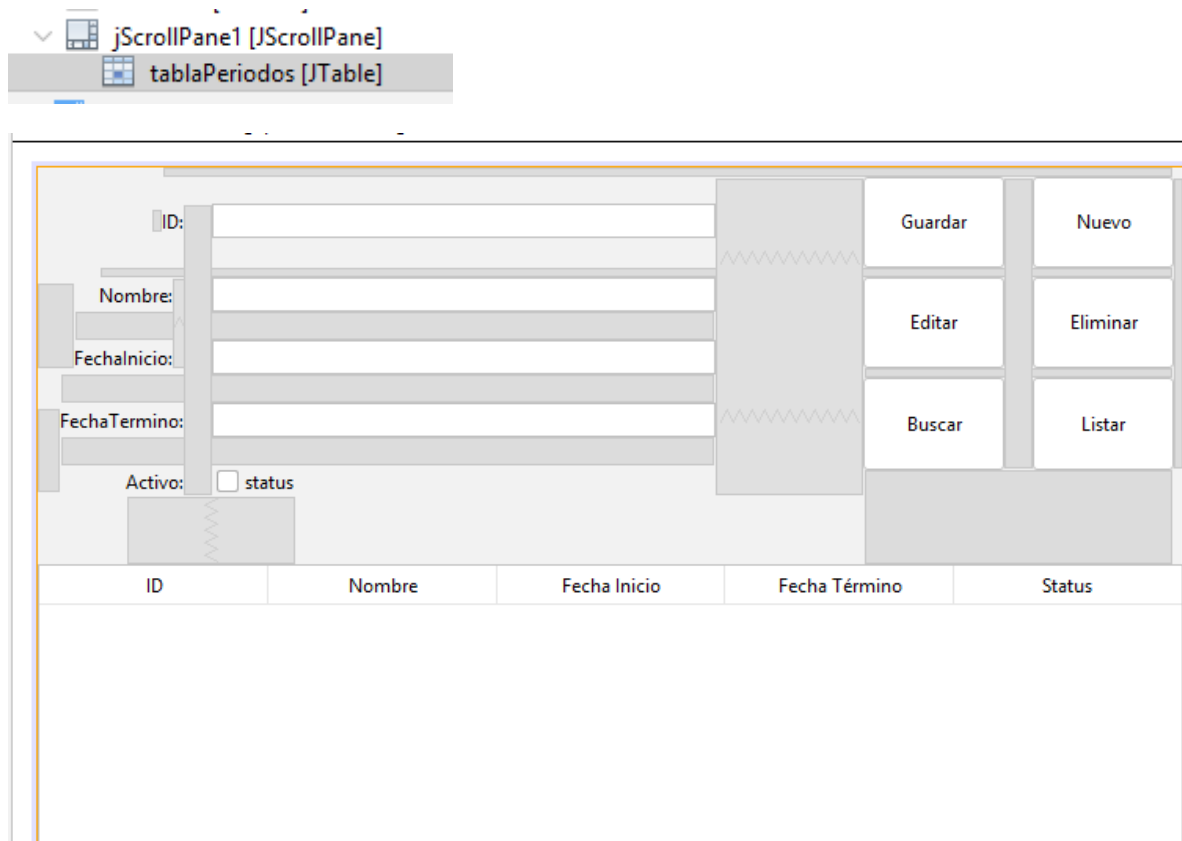 jScrollPane1 [JScrollPane]
tablaPeriodos [JTable]
ID:
Guardar
Nuevo
Nombre:
Editar
Eliminar
FechaInicio:
FechaTermino:
Buscar
Listar
Activo:
status
ID
Nombre
Fecha Inicio
Fecha Término
Status